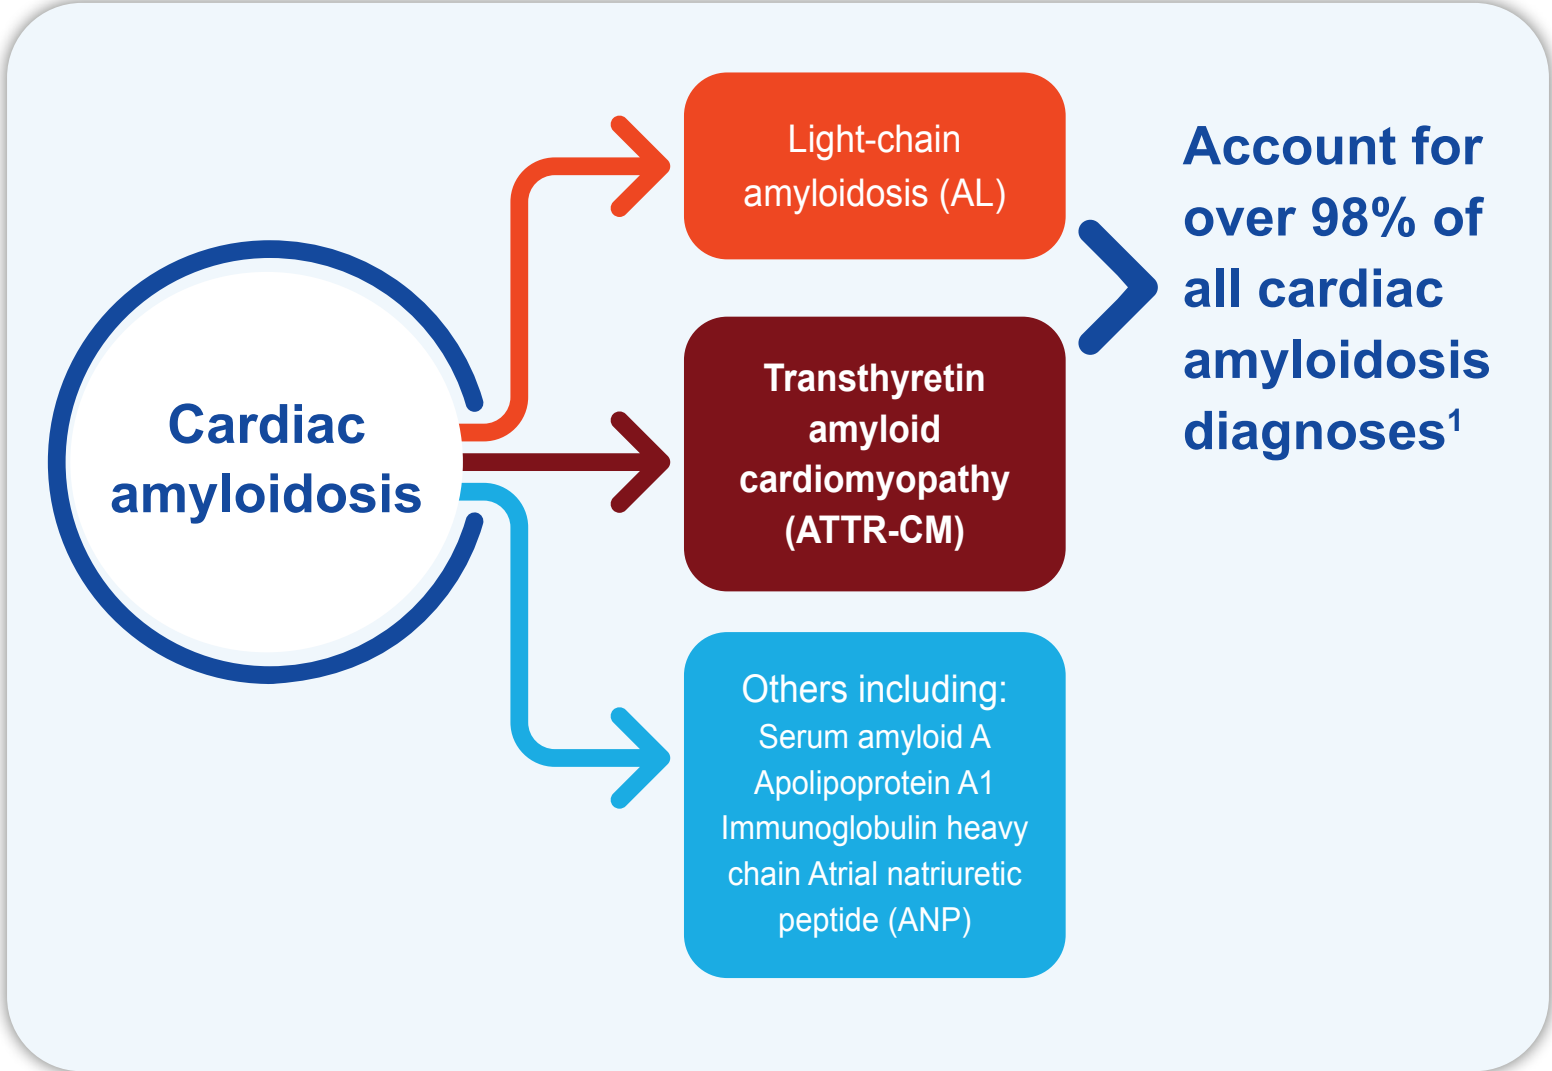 Cardiac
amyloidosis
Light-chain
amyloidosis (AL)
Transthyretin
amyloid
cardiomyopathy
(ATTR-CM)
Others including:
Serum amyloid A
Apolipoprotein A1
Immunoglobulin heavy
chain Atrial natriuretic
peptide (ANP)
Account for
over 98% of
all cardiac
amyloidosis
diagnoses¹